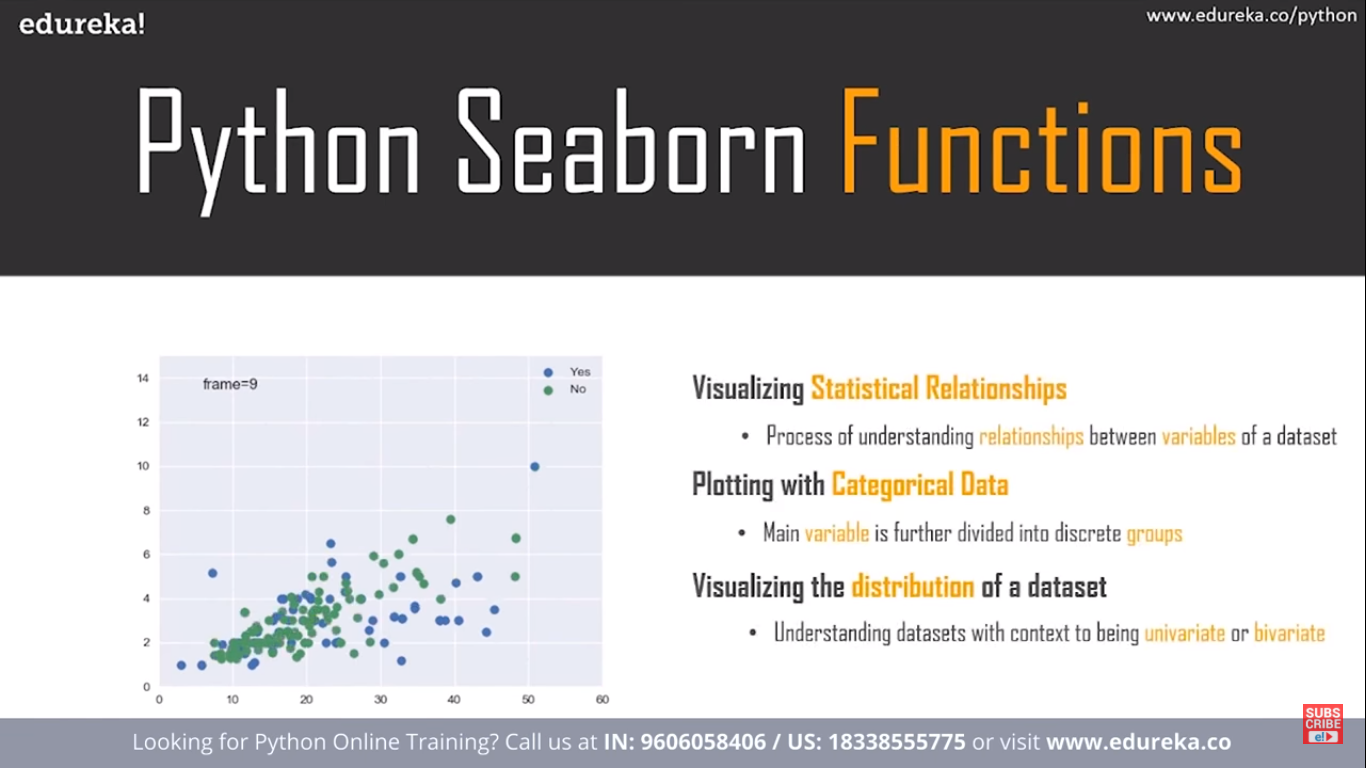 edureka!
www.edureka.co/python
Python Seaborn Functions
14
12
10
8
6
4
2
0
0 10 20 30 40 50 60
frame=9
Yes
No
Visualizing Statistical Relationships
• Process of understanding relationships between variables of a dataset
Plotting with Categorical Data
• Main variable is further divided into discrete groups
Visualizing the distribution of a dataset
• Understanding datasets with context to being univariate or bivariate
SUBS
CRIBE
e!
Looking for Python Online Training? Call us at IN: 9606058406 / US: 18338555775 or visit www.edureka.co